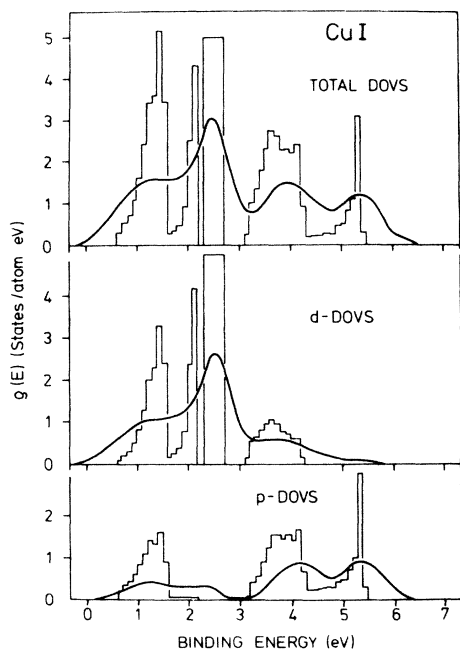 CuI
TOTAL DOVS
5
4
3
2
1
0
d-DOVS
4
3
2
1
0
p-DOVS
2
1
0
g(E) (States/atom eV)
0 1 2 3 4 5 6 7
BINDING ENERGY (eV)